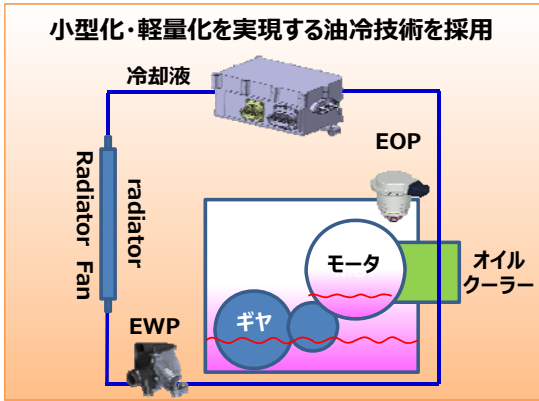 小型化・軽量化を実現する油冷技術を採用
冷却液
EOP
radiator
Radiator Fan
モータ
オイル
クーラー
ギヤ
EWP